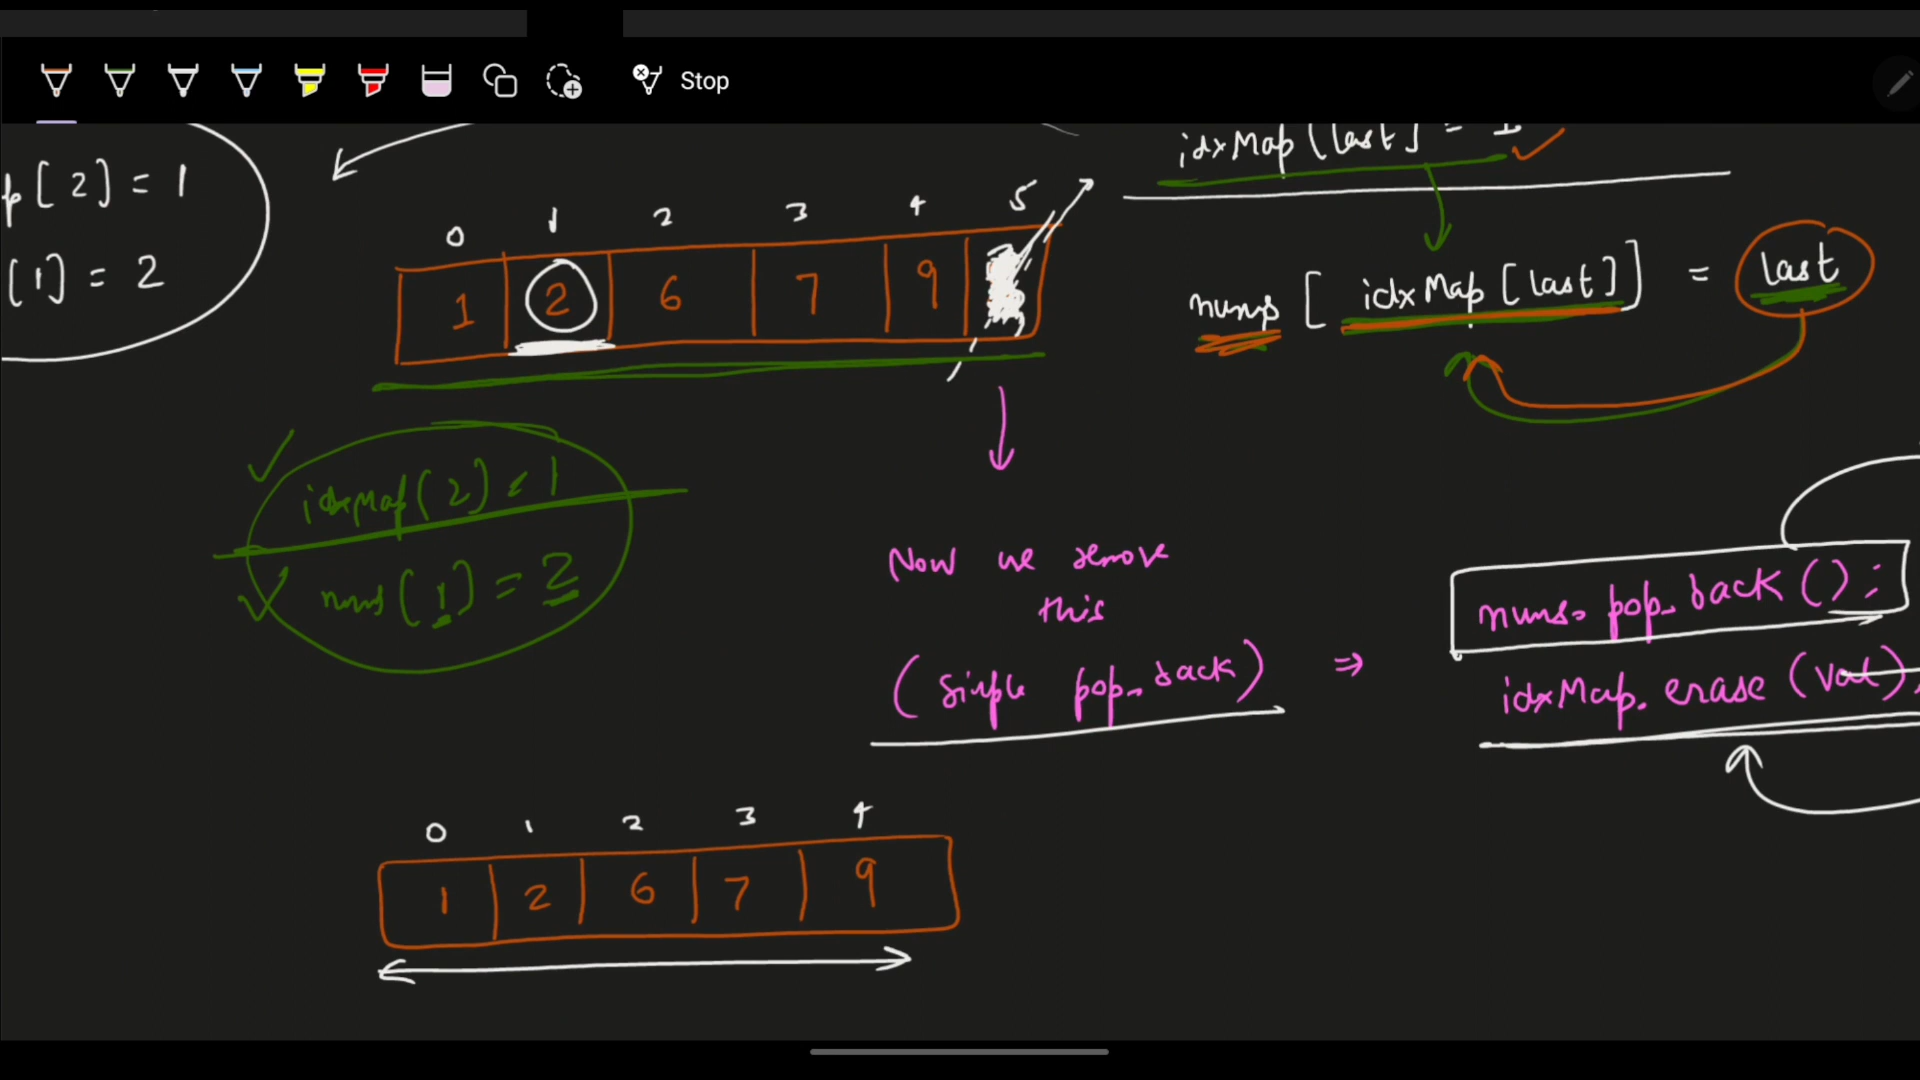 Stop
p[2] = 1
[1] = 2
idxMap[last] = 1
0 1 2 3 4 5
1 2 6 7 9
nums [ idxMap[last] ] = last
idxMap(2) = 1
nums(1) = 2
Now we remove
this
(Simple pop_back) ⇒
nums.pop_back();
idxMap.erase(val);
0 1 2 3 4
1 2 6 7 9